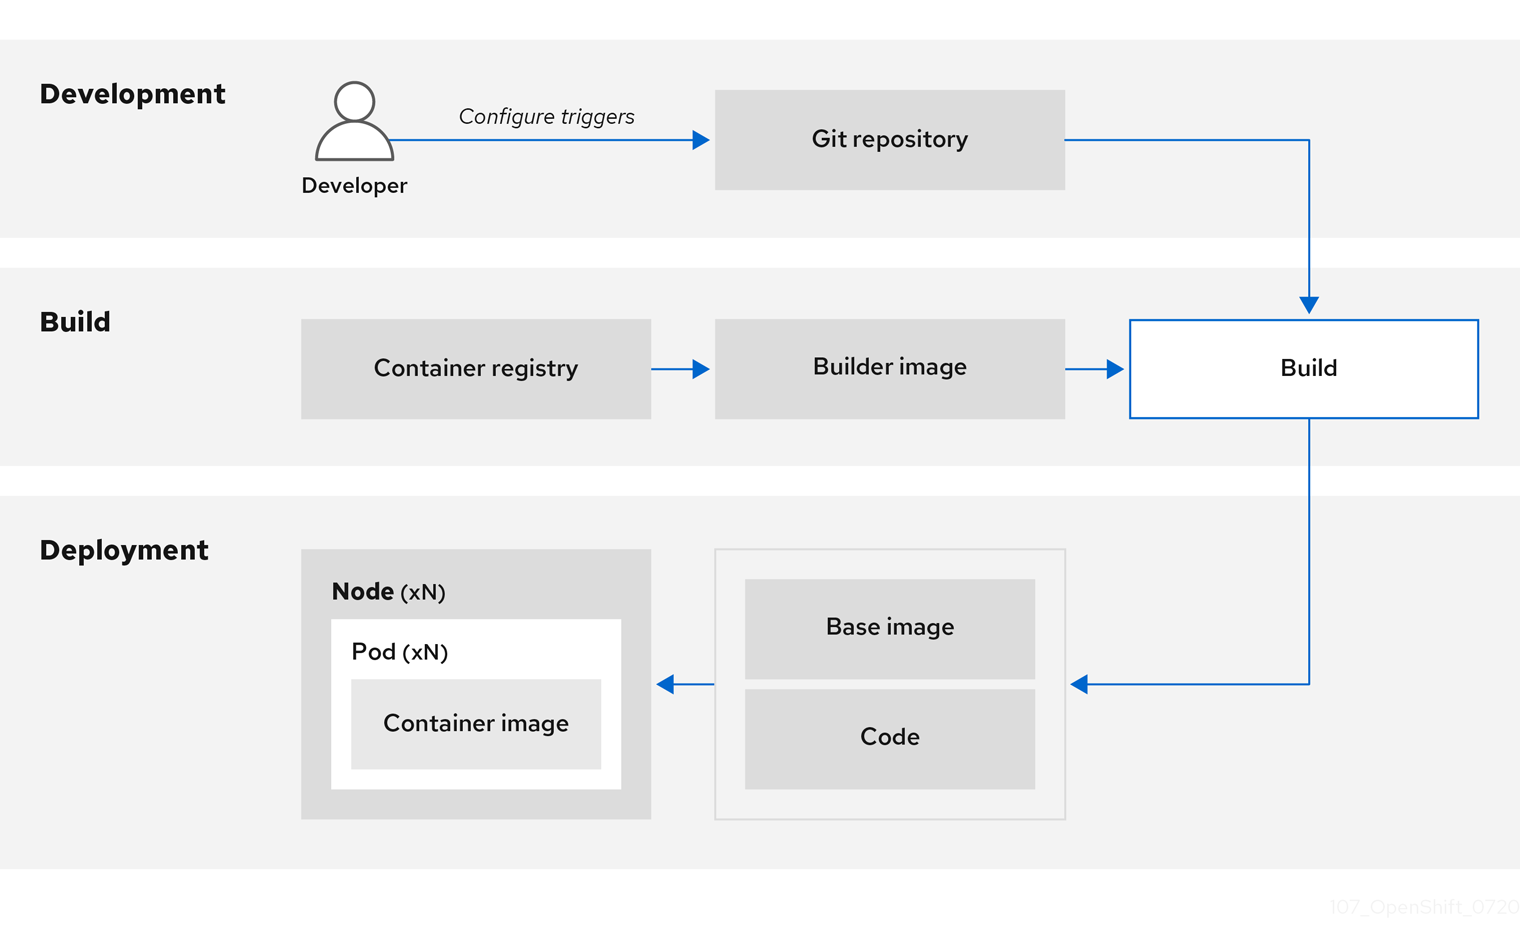 Development
Configure triggers
Git repository
Developer
Build
Container registry
Builder image
Build
Deployment
Node (xN)
Pod (xN)
Container image
Base image
Code
107_OpenShift_0720